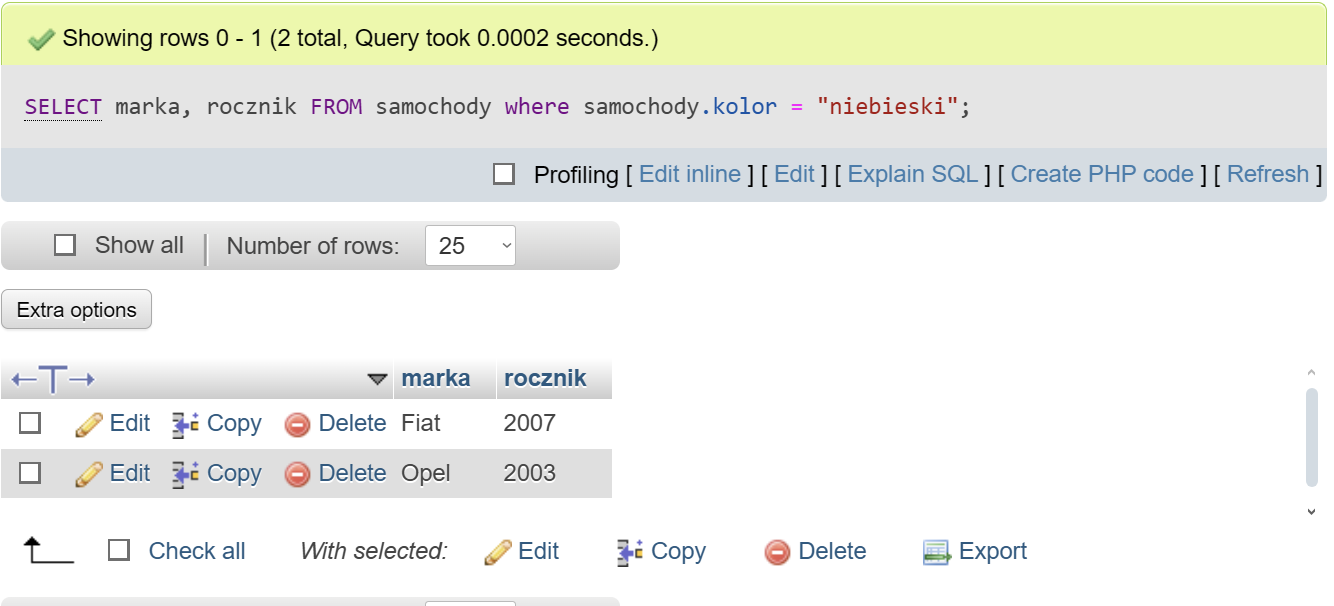 Showing rows 0 - 1 (2 total, Query took 0.0002 seconds.)
SELECT marka, rocznik FROM samochody where samochody.kolor = "niebieski";
Profiling [ Edit inline ] [ Edit ] [ Explain SQL ] [ Create PHP code ] [ Refresh ]
Show all Number of rows: 25
Extra options
marka rocznik
Edit Copy Delete Fiat 2007
Edit Copy Delete Opel 2003
Check all With selected: Edit Copy Delete Export